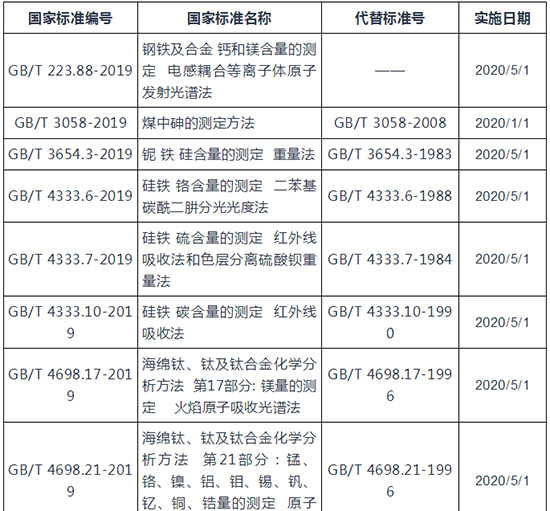 国家标准编号 国家标准名称 代替标准号 实施日期
GB/T 223.88-2019 钢铁及合金 钙和镁含量的测定 电感耦合等离子体原子发射光谱法 —— 2020/5/1
GB/T 3058-2019 煤中砷的测定方法 GB/T 3058-2008 2020/1/1
GB/T 3654.3-2019 铌铁 硅含量的测定 重量法 GB/T 3654.3-1983 2020/5/1
GB/T 4333.6-2019 硅铁 铬含量的测定 二苯基碳酰二肼分光光度法 GB/T 4333.6-1988 2020/5/1
GB/T 4333.7-2019 硅铁 硫含量的测定 红外线吸收法和色层分离硫酸钡重量法 GB/T 4333.7-1984 2020/5/1
GB/T 4333.10-2019 硅铁 碳含量的测定 红外线吸收法 GB/T 4333.10-1990 2020/5/1
GB/T 4698.17-2019 海绵钛、钛及钛合金化学分析方法 第17部分: 镁量的测定 火焰原子吸收光谱法 GB/T 4698.17-1996 2020/5/1
GB/T 4698.21-2019 海绵钛、钛及钛合金化学分析方法 第21部分：锰、铬、镍、铝、钼、锡、钒、钇、铜、锆量的测定 原子 GB/T 4698.21-1996 2020/5/1